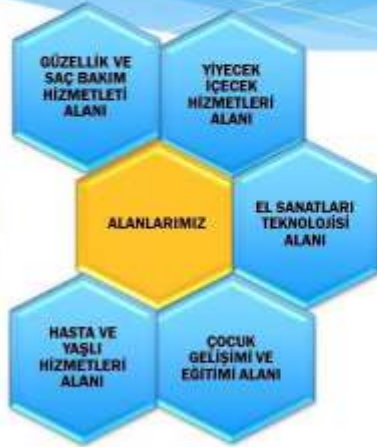 GÜZELLİK VE
SAÇ BAKIM
HİZMETLETİ
ALANI
YİYECEK
İÇECEK
HİZMETLERİ
ALANI
ALANLARIMIZ
EL SANATLARI
TEKNOLOJİSİ
ALANI
HASTA VE
YAŞLI
HİZMETLERİ
ALANI
ÇOCUK
GELİŞİMİ VE
EĞİTİMİ ALANI